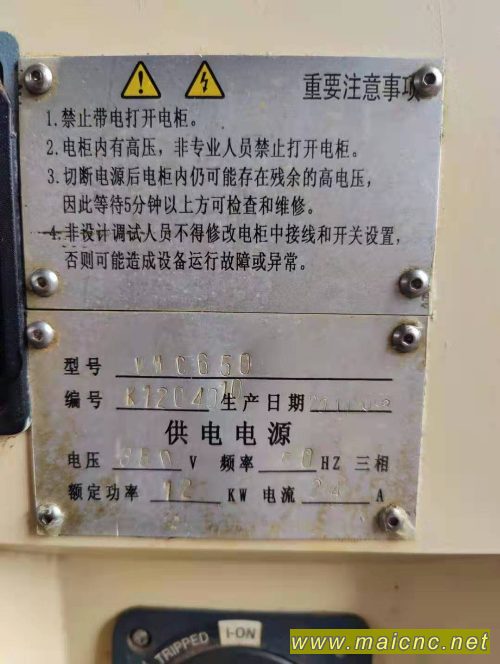 重要注意事项
1.禁止带电打开电柜。
2.电柜内有高压，非专业人员禁止打开电柜。
3.切断电源后电柜内仍可能存在残余的高电压，
因此等待5分钟以上方可检查和维修。
4.非设计调试人员不得修改电柜中接线和开关设置，
否则可能造成设备运行故障或异常。
型号 VMC650
编号 生产日期
供电电源
电压 380 V 频率 HZ 三相
额定功率 12 KW 电流 24 A
TRIPPED I-ON
www.maicnc.net